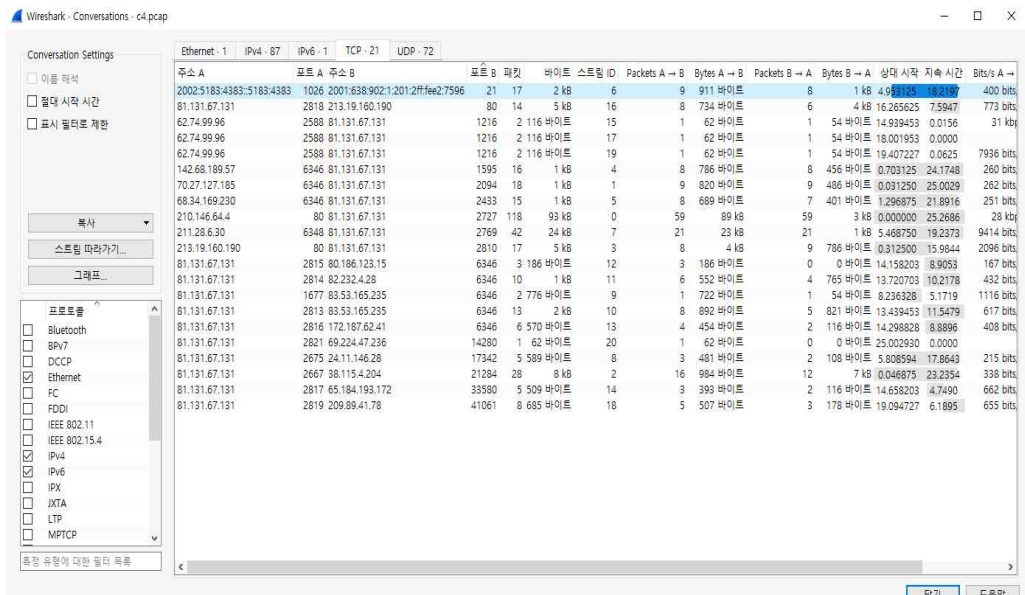 Wireshark · Conversations · c4.pcap
Conversation Settings
이름 해석
절대 시작 시간
표시 필터로 제한
복사
스트림 따라가기...
그래프...
프로토콜
Bluetooth
BPv7
DCCP
Ethernet
FC
FDDI
IEEE 802.11
IEEE 802.15.4
IPv4
IPv6
IPX
JXTA
LTP
MPTCP
특정 유형에 대한 필터 목록
Ethernet · 1 IPv4 · 87 IPv6 · 1 TCP · 21 UDP · 72
주소 A 포트 A 주소 B 포트 B 패킷 바이트 스트림 ID Packets A → B Bytes A → B Packets B → A Bytes B → A 상대 시작 지속 시간 Bits/s A →
2002:5183:4383::5183:4383 1026 2001:638:902:1:201:2ff:fee2:7596 21 17 2 kB 6 9 911 바이트 8 1 kB 4.953125 18.2197 400 bits
81.131.67.131 2818 213.19.160.190 80 14 5 kB 16 8 734 바이트 6 4 kB 16.265625 7.5947 773 bits
62.74.99.96 2588 81.131.67.131 1216 2 116 바이트 15 1 62 바이트 1 54 바이트 14.939453 0.0156 31 kbp
62.74.99.96 2588 81.131.67.131 1216 2 116 바이트 17 1 62 바이트 1 54 바이트 18.001953 0.0000
62.74.99.96 2588 81.131.67.131 1216 2 116 바이트 19 1 62 바이트 1 54 바이트 19.407227 0.0625 7936 bits
142.68.189.57 6346 81.131.67.131 1595 16 1 kB 4 8 786 바이트 8 456 바이트 0.703125 24.1748 260 bits
70.27.127.185 6346 81.131.67.131 2094 18 1 kB 1 9 820 바이트 9 486 바이트 0.031250 25.0029 262 bits
68.34.169.230 6346 81.131.67.131 2433 15 1 kB 5 8 689 바이트 7 401 바이트 1.296875 21.8916 251 bits
210.146.64.4 80 81.131.67.131 2727 118 93 kB 0 59 89 kB 59 3 kB 0.000000 25.2686 28 kbp
211.28.6.30 6348 81.131.67.131 2769 42 24 kB 7 21 23 kB 21 1 kB 5.468750 19.2373 9414 bits
213.19.160.190 80 81.131.67.131 2810 17 5 kB 3 8 4 kB 9 786 바이트 0.312500 15.9844 2096 bits
81.131.67.131 2815 80.186.123.15 6346 3 186 바이트 12 3 186 바이트 0 0 바이트 14.158203 8.9053 167 bits
81.131.67.131 2814 82.232.4.28 6346 10 1 kB 11 6 552 바이트 4 765 바이트 13.720703 10.2178 432 bits
81.131.67.131 1677 83.53.165.235 6346 2 776 바이트 9 1 722 바이트 1 54 바이트 8.236328 5.1719 1116 bits
81.131.67.131 2813 83.53.165.235 6346 13 2 kB 10 8 892 바이트 5 821 바이트 13.439453 11.5479 617 bits
81.131.67.131 2816 172.187.62.41 6346 6 570 바이트 13 4 454 바이트 2 116 바이트 14.298828 8.8896 408 bits
81.131.67.131 2821 69.224.47.236 14280 1 62 바이트 20 1 62 바이트 0 0 바이트 25.002930 0.0000
81.131.67.131 2675 24.11.146.28 17342 5 589 바이트 8 3 481 바이트 2 108 바이트 5.808594 17.8643 215 bits
81.131.67.131 2667 38.115.4.204 21284 28 8 kB 2 16 984 바이트 12 7 kB 0.046875 23.2354 338 bits
81.131.67.131 2817 65.184.193.172 33580 5 509 바이트 14 3 393 바이트 2 116 바이트 14.658203 4.7490 662 bits
81.131.67.131 2819 209.89.41.78 41061 8 685 바이트 18 5 507 바이트 3 178 바이트 19.094727 6.1895 655 bits